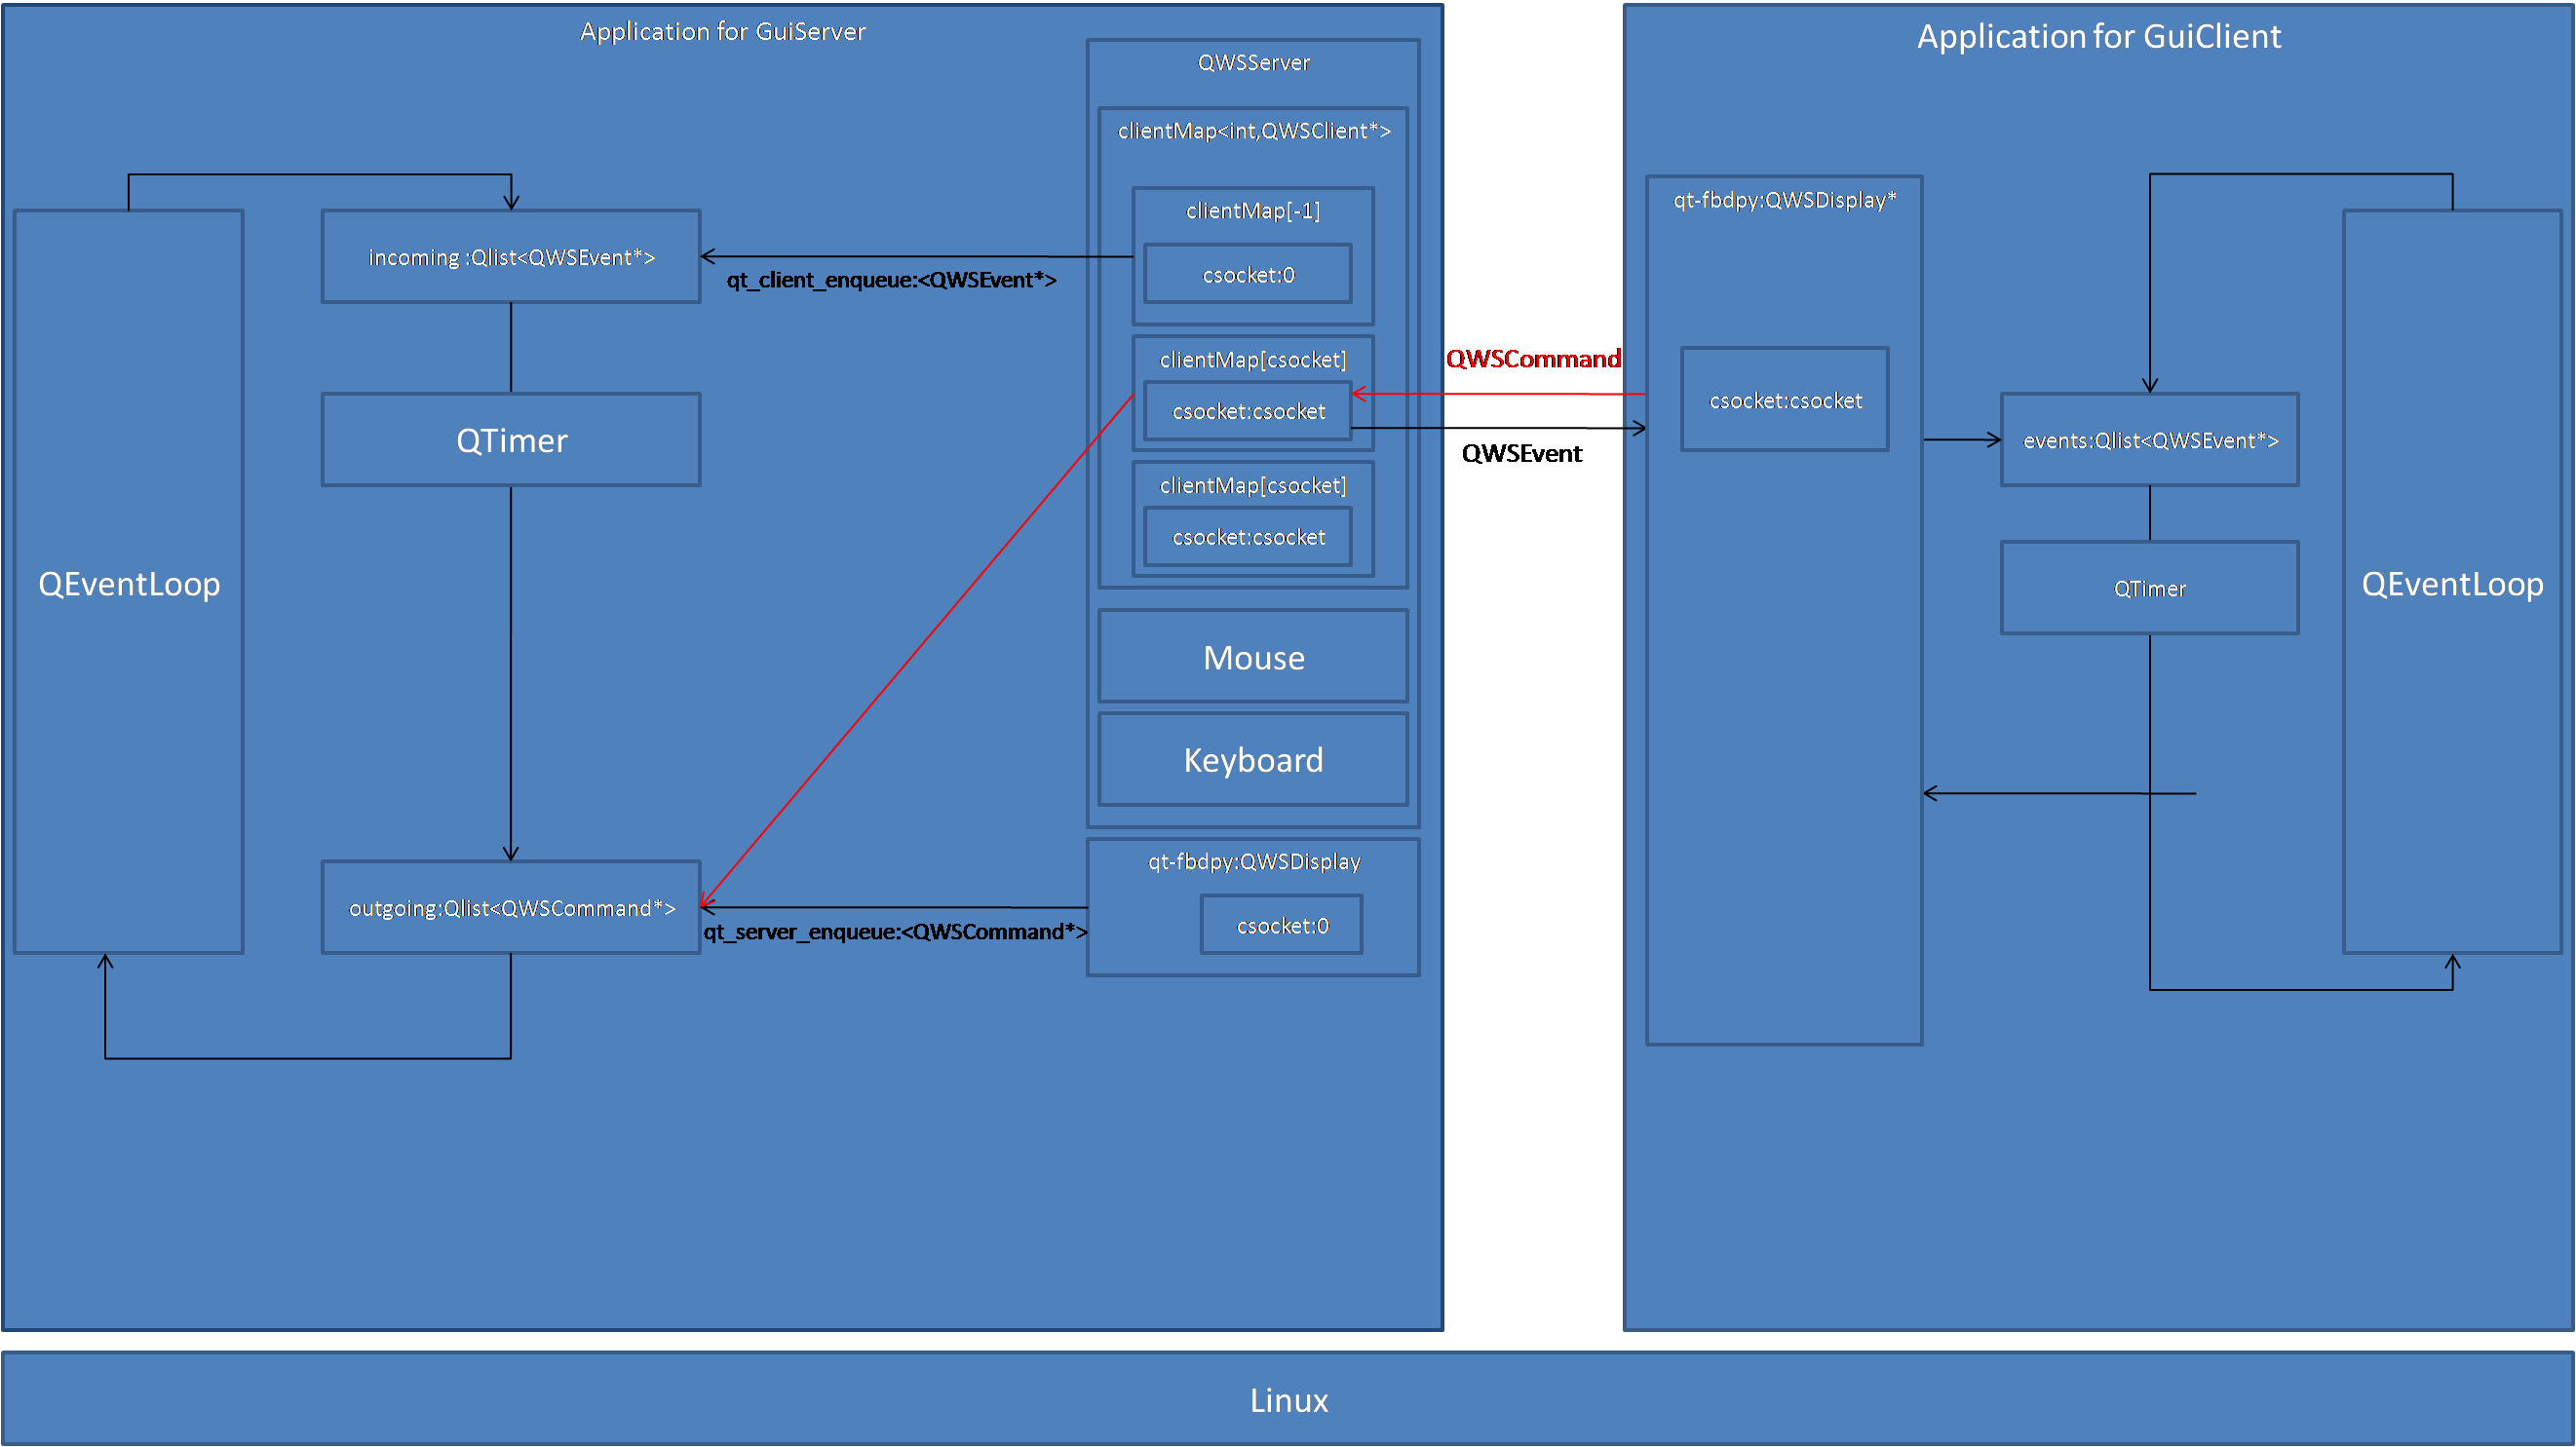 Application for GuiServer
QWSServer
clientMap<int,QWSClient*>
clientMap[-1]
csocket:0
incoming :Qlist<QWSEvent*>
qt_client_enqueue:<QWSEvent*>
clientMap[csocket]
csocket:csocket
QTimer
clientMap[csocket]
csocket:csocket
QEventLoop
Mouse
Keyboard
qt-fbdpy:QWSDisplay
csocket:0
outgoing:Qlist<QWSCommand*>
qt_server_enqueue:<QWSCommand*>
QWSCommand
QWSEvent
Application for GuiClient
qt-fbdpy:QWSDisplay*
csocket:csocket
events:Qlist<QWSEvent*>
QTimer
QEventLoop
Linux